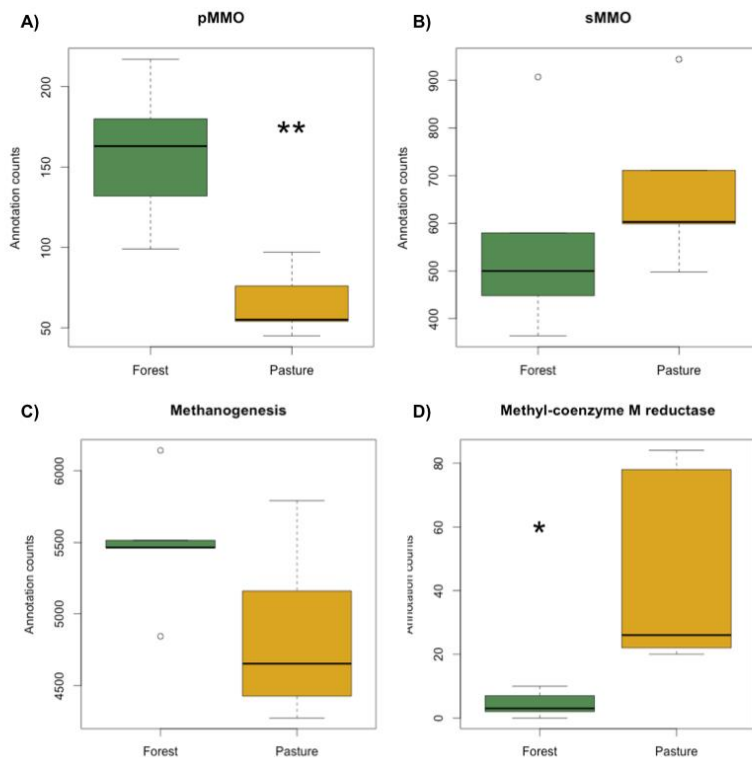 A) pMMO
Annotation counts
200
150
100
50
**
Forest Pasture
B) sMMO
Annotation counts
900
800
700
600
500
400
Forest Pasture
C) Methanogenesis
Annotation counts
6000
5500
5000
4500
Forest Pasture
D) Methyl-coenzyme M reductase
Annotation counts
80
60
40
20
0
*
Forest Pasture